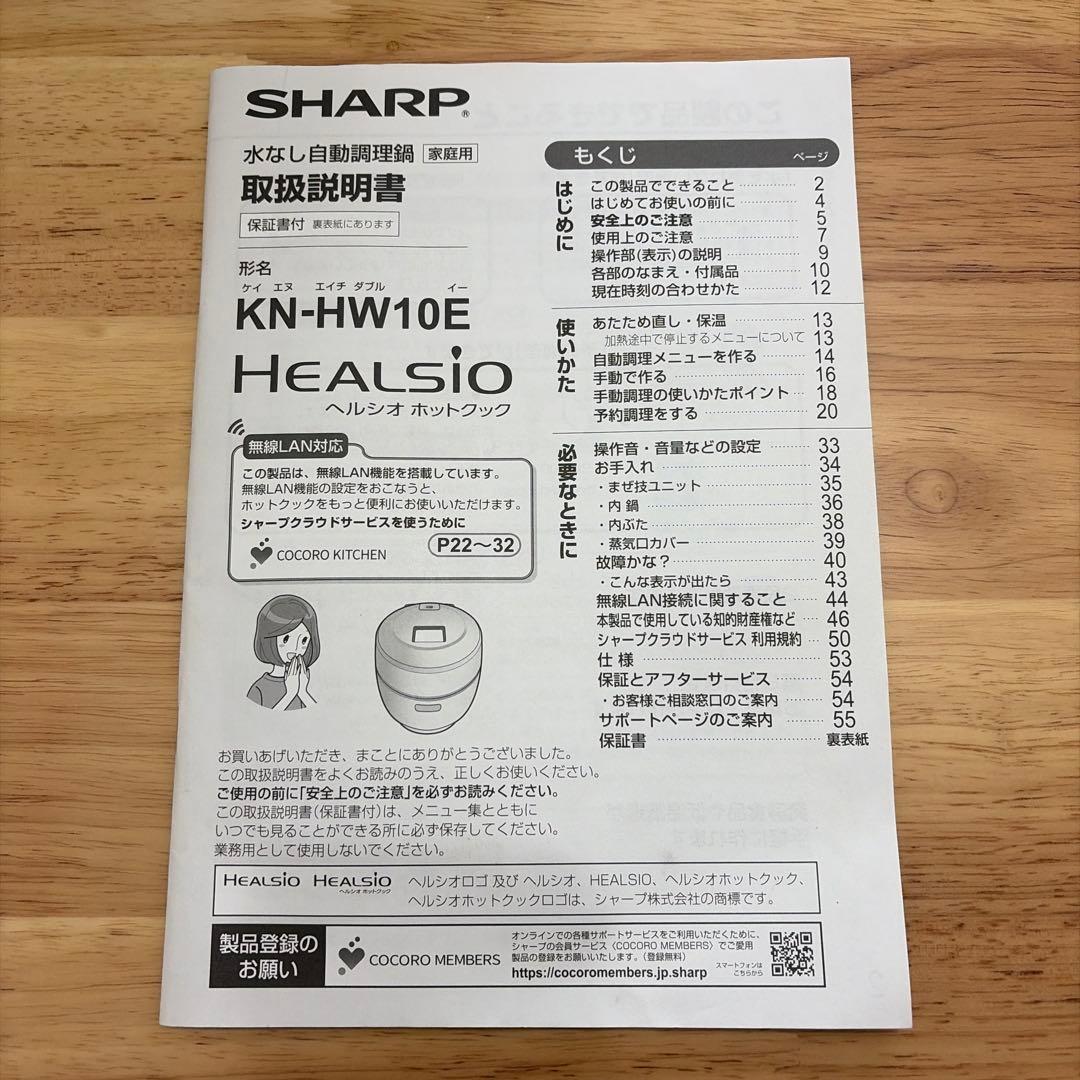 SHARP®
水なし自動調理鍋 家庭用
取扱説明書
保証書付 裏表紙にあります
形名
ケイ エヌ エイチ ダブル イー
KN-HW10E
HEALSIO
ヘルシオ ホットクック
無線LAN対応
この製品は、無線LAN機能を搭載しています。
無線LAN機能の設定をおこなうと、
ホットクックをもっと便利にお使いいただけます。
シャープクラウドサービスを使うために
COCORO KITCHEN P22～32
お買いあげいただき、まことにありがとうございました。
この取扱説明書をよくお読みのうえ、正しくお使いください。
ご使用の前に「安全上のご注意」を必ずお読みください。
この取扱説明書(保証書付)は、メニュー集とともに
いつでも見ることができる所に必ず保存してください。
業務用として使用しないでください。
もくじ ページ
はじめに
この製品でできること 2
はじめてお使いの前に 4
安全上のご注意 5
使用上のご注意 7
操作部(表示)の説明 9
各部のなまえ・付属品 10
現在時刻の合わせかた 12
使いかた
あたため直し・保温 13
加熱途中で停止するメニューについて 13
自動調理メニューを作る 14
手動で作る 16
手動調理の使いかたポイント 18
予約調理をする 20
必要なときに
操作音・音量などの設定 33
お手入れ 34
・まぜ技ユニット 35
・内鍋 36
・内ぶた 38
・蒸気口カバー 39
故障かな？ 40
・こんな表示が出たら 43
無線LAN接続に関すること 44
本製品で使用している知的財産権など 46
シャープクラウドサービス 利用規約 50
仕様 53
保証とアフターサービス 54
・お客様ご相談窓口のご案内 54
サポートページのご案内 55
保証書 裏表紙
HEALSIO HEALSIO ヘルシオロゴ 及び ヘルシオ、HEALSIO、ヘルシオホットクック、
ヘルシオ ホットクック ヘルシオホットクックロゴは、シャープ株式会社の商標です。
製品登録の
お願い
COCORO MEMBERS
オンラインでの各種サポートサービスをご利用いただくために、
シャープの会員サービス〈COCORO MEMBERS〉でご愛用
製品の登録をお願いいたします。(登録無料)
https://cocoromembers.jp.sharp
スマートフォンは
こちらから